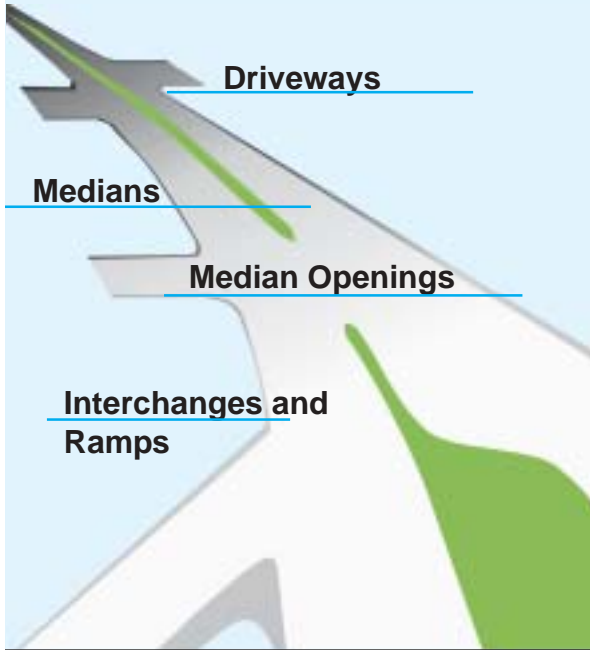 Driveways
Medians
Median Openings
Interchanges and
Ramps